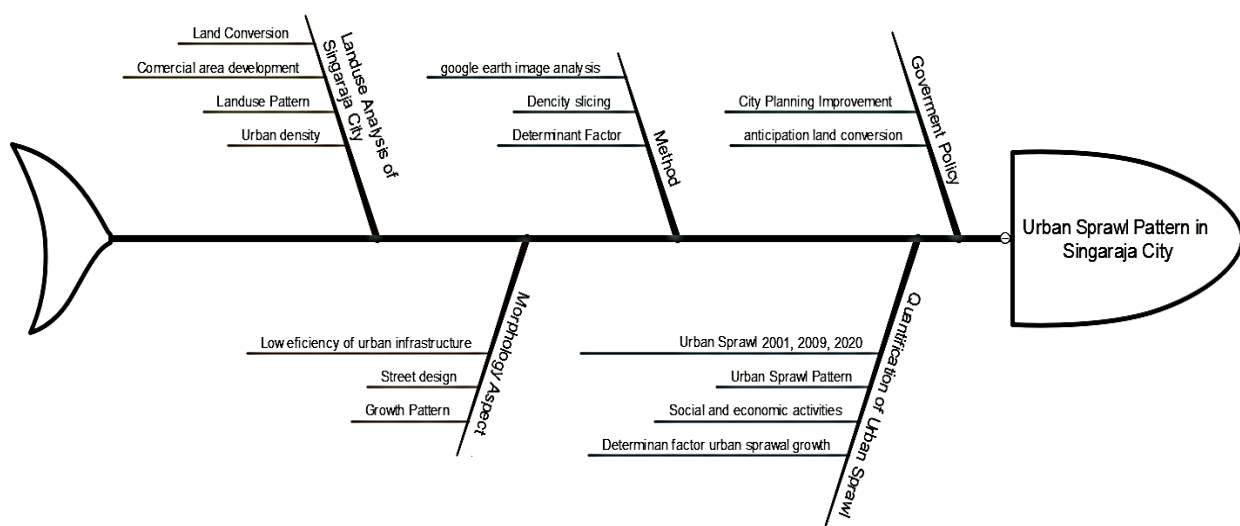 Land Conversion
Comercial area development
Landuse Pattern
Urban density
Landuse Analysis of
Singaraja City
google earth image analysis
Dencity slicing
Determinant Factor
Method
City Planning Improvement
anticipation land conversion
Goverment Policy
Urban Sprawl Pattern in
Singaraja City
Low eficiency of urban infrastructure
Street design
Growth Pattern
Morphology Aspect
Urban Sprawl 2001, 2009, 2020
Urban Sprawl Pattern
Social and economic activities
Determinan factor urban sprawal growth
Quantification of Urban Sprawl